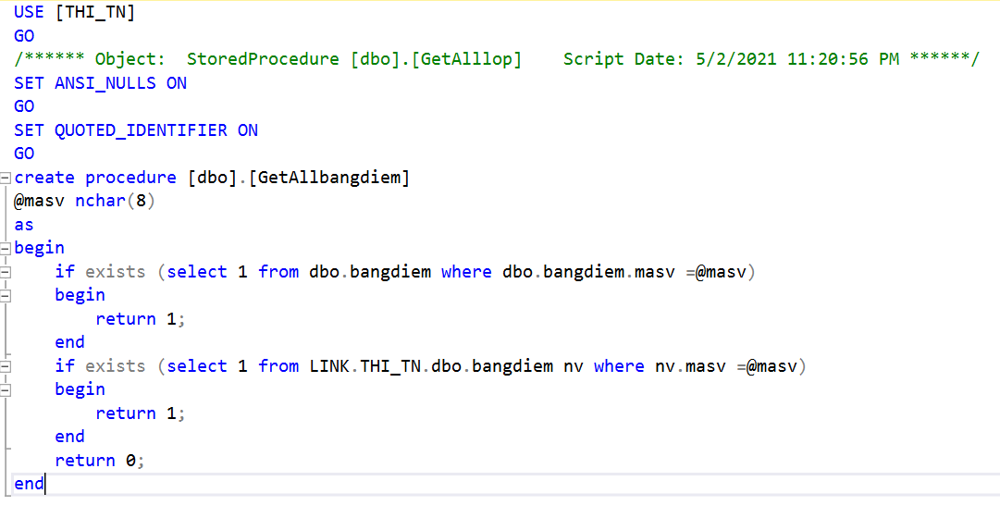 USE [THI_TN]
GO
/****** Object:  StoredProcedure [dbo].[GetAlllop]    Script Date: 5/2/2021 11:20:56 PM ******/
SET ANSI_NULLS ON
GO
SET QUOTED_IDENTIFIER ON
GO
create procedure [dbo].[GetAllbangdiem]
@masv nchar(8)
as
begin
    if exists (select 1 from dbo.bangdiem where dbo.bangdiem.masv =@masv)
    begin
        return 1;
    end
    if exists (select 1 from LINK.THI_TN.dbo.bangdiem nv where nv.masv =@masv)
    begin
        return 1;
    end
    return 0;
end